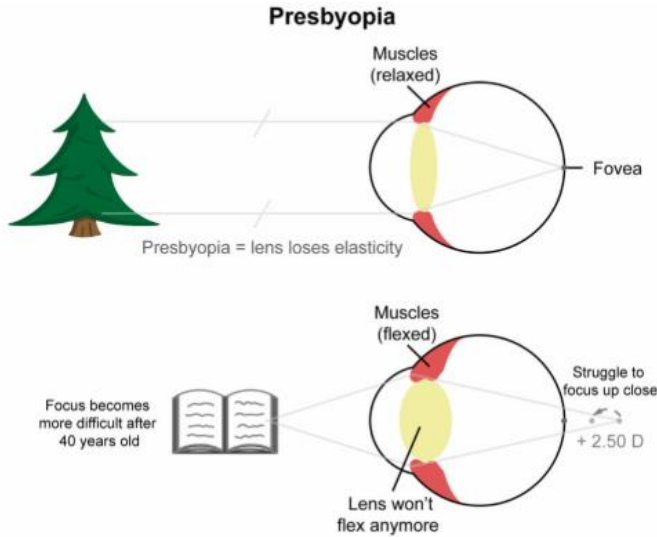 Presbyopia
Muscles
(relaxed)
Fovea
Presbyopia = lens loses elasticity
Muscles
(flexed)
Struggle to
focus up close
Focus becomes
more difficult after
40 years old
+ 2.50 D
Lens won't
flex anymore